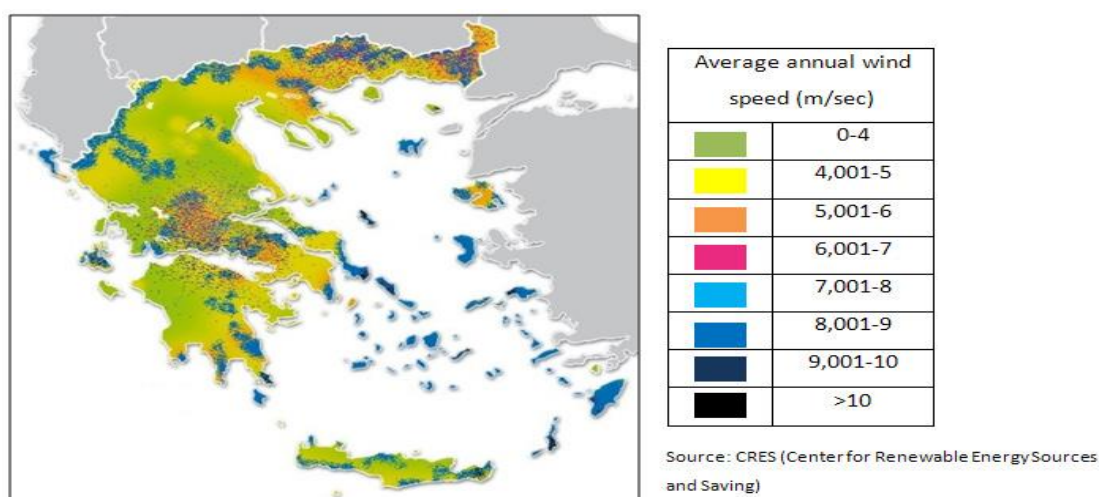 Average annual wind
speed (m/sec)
0-4
4,001-5
5,001-6
6,001-7
7,001-8
8,001-9
9,001-10
>10
Source: CRES (Center for Renewable Energy Sources
and Saving)